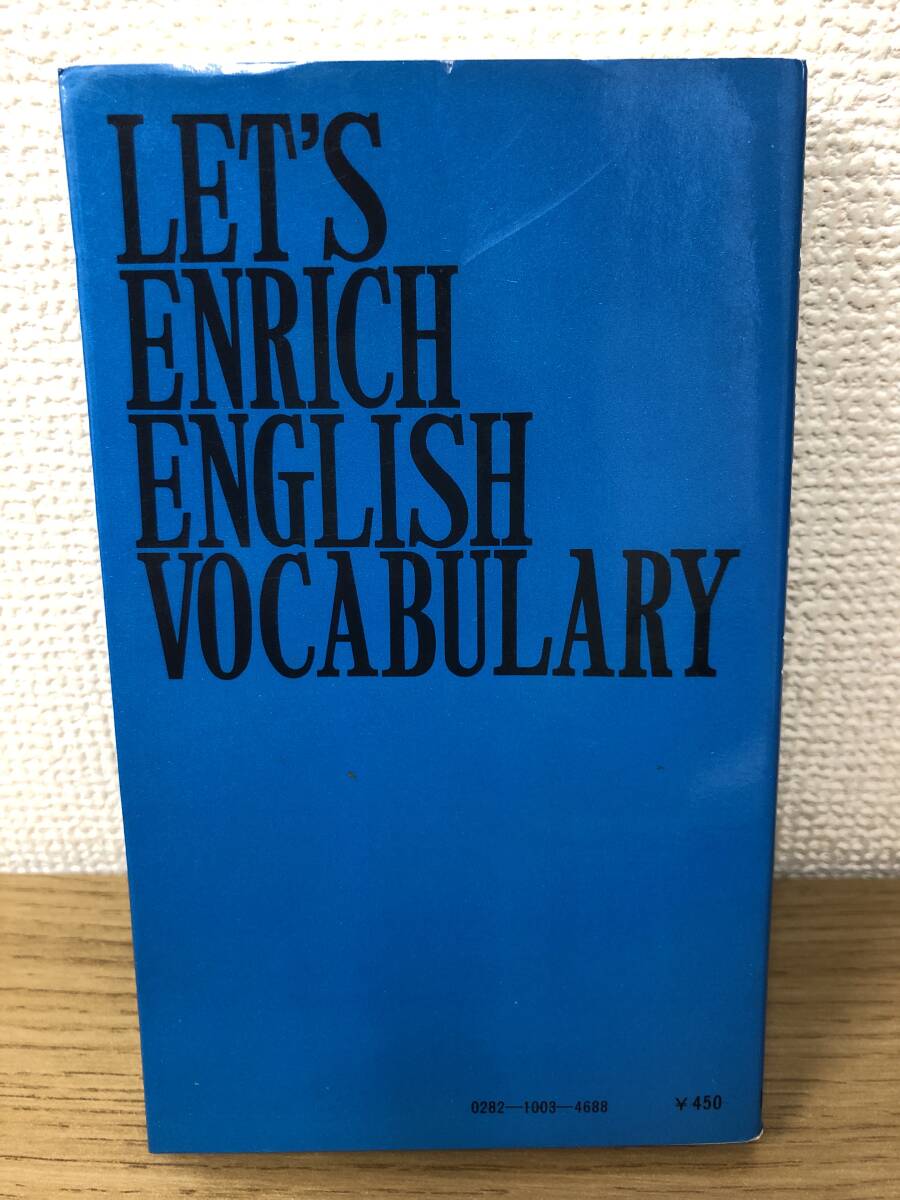 LET'S
ENRICH
ENGLISH
VOCABULARY
0282-1003-4688 ¥450